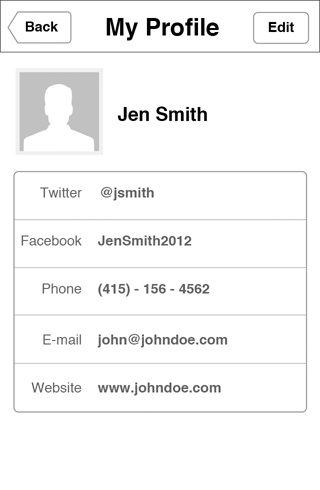 Back My Profile Edit
Jen Smith
Twitter @jsmith
Facebook JenSmith2012
Phone (415) - 156 - 4562
E-mail john@johndoe.com
Website www.johndoe.com